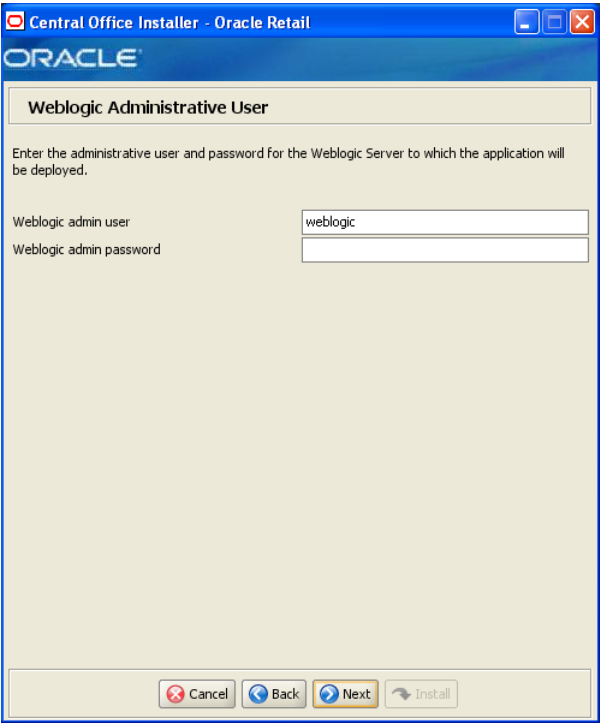 Central Office Installer - Oracle Retail
ORACLE
Weblogic Administrative User
Enter the administrative user and password for the Weblogic Server to which the application will
be deployed.
Weblogic admin user
weblogic
Weblogic admin password
Cancel
Back
Next
Install